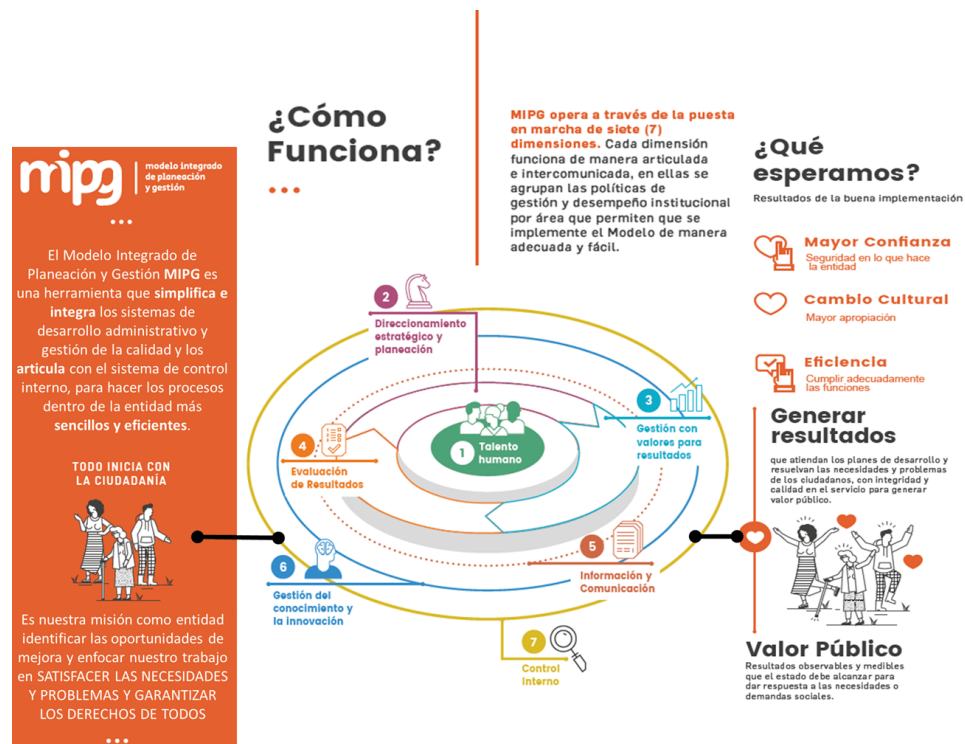 mipg
modelo integrado
de planeación
y gestión
El Modelo Integrado de
Planeación y Gestión MIPG es
una herramienta que simplifica e
integra los sistemas de
desarrollo administrativo y
gestión de la calidad y los
articula con el sistema de control
interno, para hacer los procesos
dentro de la entidad más
sencillos y eficientes.
TODO INICIA CON
LA CIUDADANÍA
Es nuestra misión como entidad
identificar las oportunidades de
mejora y enfocar nuestro trabajo
en SATISFACER LAS NECESIDADES
Y PROBLEMAS Y GARANTIZAR
LOS DERECHOS DE TODOS
¿Cómo
Funciona?
MIPG opera a través de la puesta
en marcha de siete (7)
dimensiones. Cada dimensión
funciona de manera articulada
e intercomunicada, en ellas se
agrupan las políticas de
gestión y desempeño institucional
por área que permiten que se
implemente el Modelo de manera
adecuada y fácil.
1
Talento
humano
2
Direccionamiento
estratégico y
planeación
3
Gestión con
valores para
resultados
4
Evaluación
de Resultados
5
Información y
Comunicación
6
Gestión del
conocimiento y
la innovación
7
Control
Interno
¿Qué
esperamos?
Resultados de la buena implementación
Mayor Confianza
Seguridad en lo que hace
la entidad
Cambio Cultural
Mayor apropiación
Eficiencia
Cumplir adecuadamente
las funciones
Generar
resultados
que atiendan los planes de desarrollo y
resuelvan las necesidades y problemas
de los ciudadanos, con integridad y
calidad en el servicio para generar
valor público.
Valor Público
Resultados observables y medibles
que el estado debe alcanzar para
dar respuesta a las necesidades o
demandas sociales.